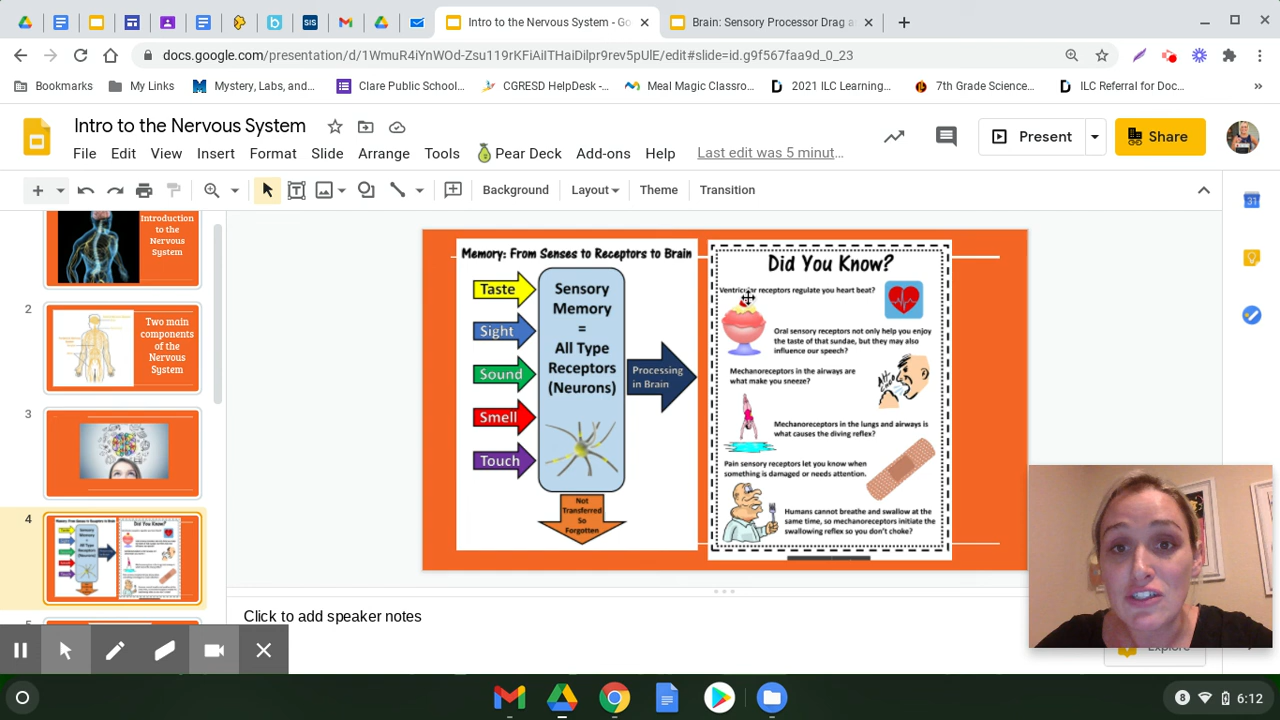 Intro to the Nervous System - Go
Brain: Sensory Processor Drag a
docs.google.com/presentation/d/1WmuR4iYnWOd-Zsu119rKFiAiITHaiDilpr9rev5pUlE/edit#slide=id.g9f567faa9d_0_23
Bookmarks
My Links
Mystery, Labs, and...
Clare Public School...
CGRESD HelpDesk -...
Meal Magic Classro...
2021 ILC Learning...
7th Grade Science...
ILC Referral for Doc...
Intro to the Nervous System
File Edit View Insert Format Slide Arrange Tools Pear Deck Add-ons Help Last edit was 5 minut...
Present
Share
Background Layout Theme Transition
Introduction
to the
Nervous
System
2
Two main
components
of the
Nervous
System
3
4
5
Memory: From Senses to Receptors to Brain
Taste
Sight
Sound
Smell
Touch
Sensory
Memory
=
All Type
Receptors
(Neurons)
Processing
in Brain
Not
Transferred
So
Forgotten
Did You Know?
Ventricular receptors regulate you heart beat?
Oral sensory receptors not only help you enjoy
the taste of that sundae, but they may also
influence our speech?
Mechanoreceptors in the airways are
what make you sneeze?
Mechanoreceptors in the lungs and airways is
what causes the diving reflex?
Pain sensory receptors let you know when
something is damaged or needs attention.
Humans cannot breathe and swallow at the
same time, so mechanoreceptors initiate the
swallowing reflex so you don't choke?
Click to add speaker notes
Explore
8
6:12